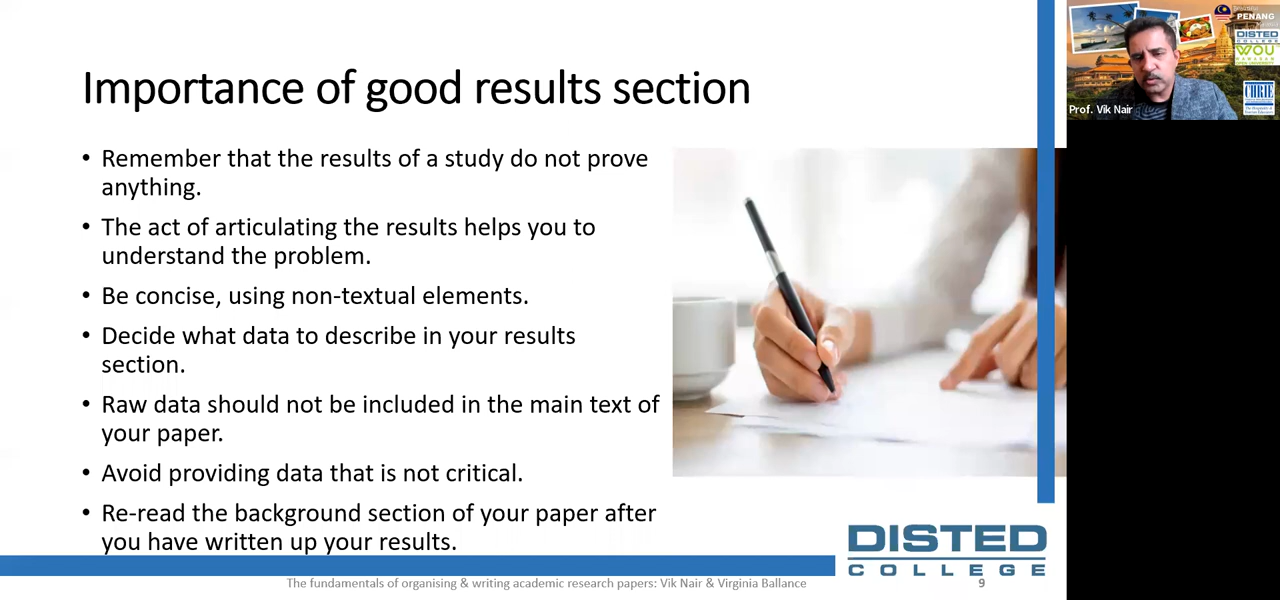 Importance of good results section
• Remember that the results of a study do not prove
anything.
• The act of articulating the results helps you to
understand the problem.
• Be concise, using non-textual elements.
• Decide what data to describe in your results
section.
• Raw data should not be included in the main text of
your paper.
• Avoid providing data that is not critical.
• Re-read the background section of your paper after
you have written up your results.
DISTED
COLLEGE
The fundamentals of organising & writing academic research papers: Vik Nair & Virginia Ballance
9
PENANG
DISTED
COLLEGE
WOU
CHRIE
Prof. Vik Nair